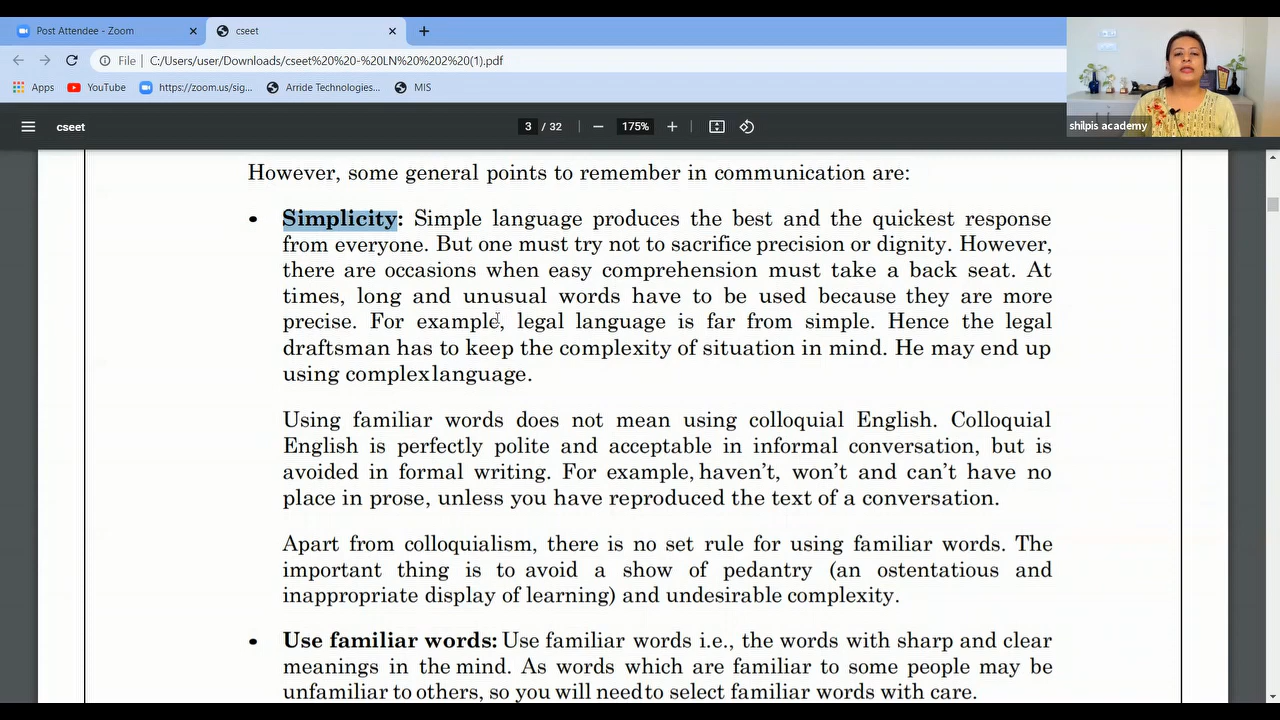 Post Attendee - Zoom
cseet
File
C:/Users/user/Downloads/cseet%20%20-%20LN%20%202%20(1).pdf
Apps YouTube https://zoom.us/sig... Arride Technologies... MIS
cseet
3 / 32
175%
shilpis academy
However, some general points to remember in communication are:
• Simplicity: Simple language produces the best and the quickest response
from everyone. But one must try not to sacrifice precision or dignity. However,
there are occasions when easy comprehension must take a back seat. At
times, long and unusual words have to be used because they are more
precise. For example, legal language is far from simple. Hence the legal
draftsman has to keep the complexity of situation in mind. He may end up
using complex language.
Using familiar words does not mean using colloquial English. Colloquial
English is perfectly polite and acceptable in informal conversation, but is
avoided in formal writing. For example, haven’t, won’t and can’t have no
place in prose, unless you have reproduced the text of a conversation.
Apart from colloquialism, there is no set rule for using familiar words. The
important thing is to avoid a show of pedantry (an ostentatious and
inappropriate display of learning) and undesirable complexity.
• Use familiar words: Use familiar words i.e., the words with sharp and clear
meanings in the mind. As words which are familiar to some people may be
unfamiliar to others, so you will need to select familiar words with care.